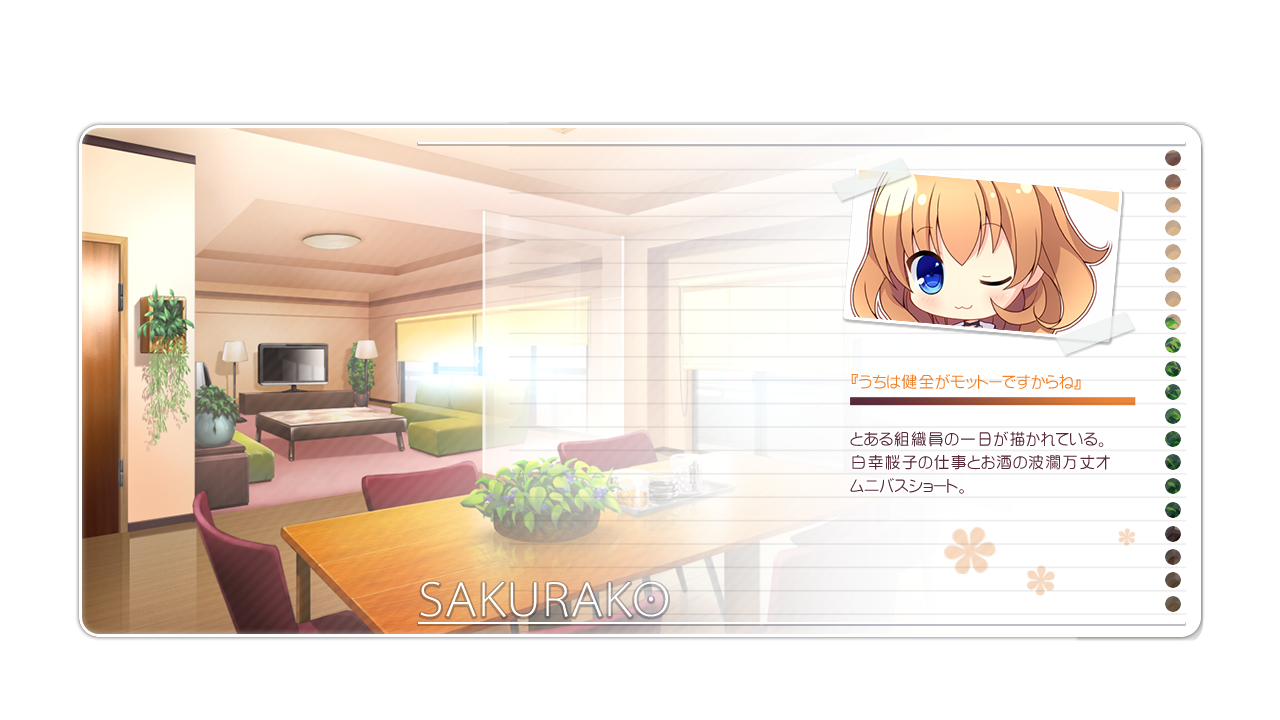 『うちは健全がモットーですからね』
とある組織員の一日が描かれている。
白幸桜子の仕事とお酒の波瀾万丈オ
ムニバスショート。
SAKURAKO